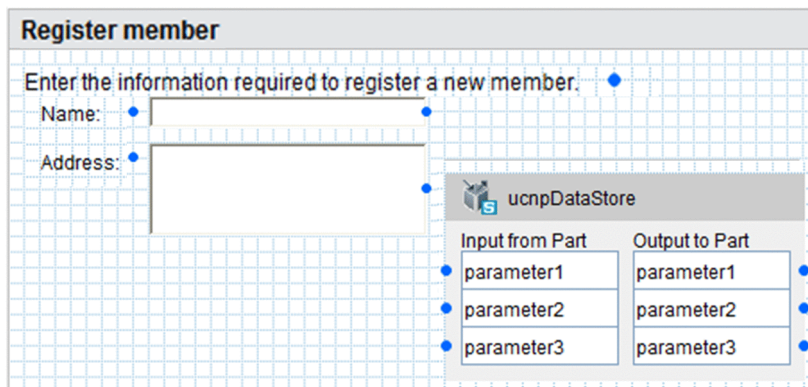 Register member
Enter the information required to register a new member.
Name:
Address:
S ucnpDataStore
Input from Part Output to Part
parameter1 parameter1
parameter2 parameter2
parameter3 parameter3